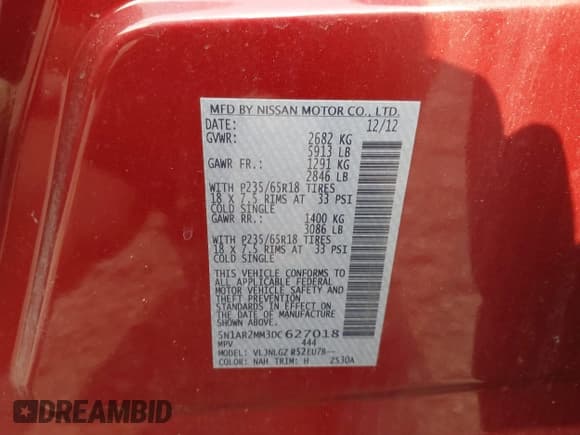 MFD BY NISSAN MOTOR CO., LTD.
DATE: 12/12
GVWR: 2682 KG
5913 LB
GAWR FR.: 1291 KG
2846 LB
WITH P235/65R18 TIRES
18 X 7.5 RIMS AT 33 PSI
COLD SINGLE
GAWR RR.: 1400 KG
3086 LB
WITH P235/65R18 TIRES
18 X 7.5 RIMS AT 33 PSI
COLD SINGLE
THIS VEHICLE CONFORMS TO
ALL APPLICABLE FEDERAL
MOTOR VEHICLE SAFETY AND
THEFT PREVENTION
STANDARDS IN EFFECT ON
THE DATE OF MANUFACTURE
SHOWN ABOVE.
5N1AR2MM3DC627018
MPV 444
MODEL: VLJNLGZ R52EU78--
COLOR: NAH TRIM: H ZS30A
DREAMBID